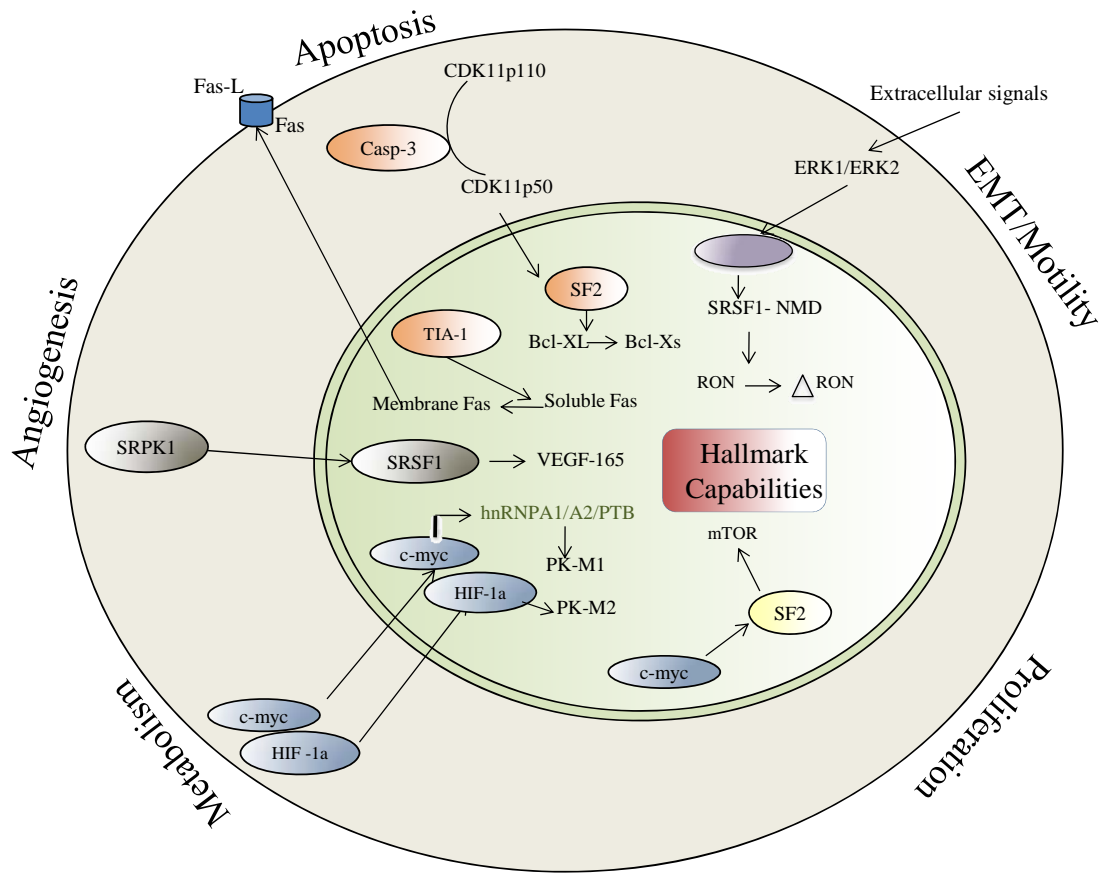 Apoptosis
CDK11p110
Fas-L
Extracellular signals
Fas
Casp-3
ERK1/ERK2
CDK11p50
EMT/Motility
SF2
SRSF1- NMD
TIA-1
Bcl-XL
Bcl-Xs
Angiogenesis
RON
△ RON
Membrane Fas
Soluble Fas
SRPK1
SRSF1
VEGF-165
Hallmark
Capabilities
hnRNPA1/A2/PTB
mTOR
c-myc
PK-M1
HIF-1a
PK-M2
SF2
c-myc
c-myc
HIF -1a
Metabolism
Proliferation